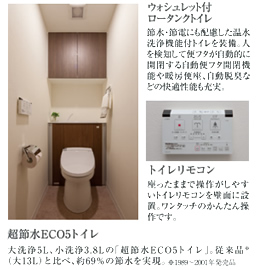 ウォシュレット付
ロータンクトイレ
節水・節電にも配慮した温水
洗浄機能付トイレを装備。人
を検知して便フタが自動的に
開閉する自動便フタ開閉機
能や暖房便座、自動脱臭な
どの快適性能も充実。
トイレリモコン
座ったままで操作がしやす
いトイレリモコンを壁面に設
置。ワンタッチのかんたん操
作です。
超節水ECO5トイレ
大洗浄5L、小洗浄3.8Lの「超節水ECO5トイレ」。従来品※
(大13L)と比べ、約69%の節水を実現。※1989~2001年発売品